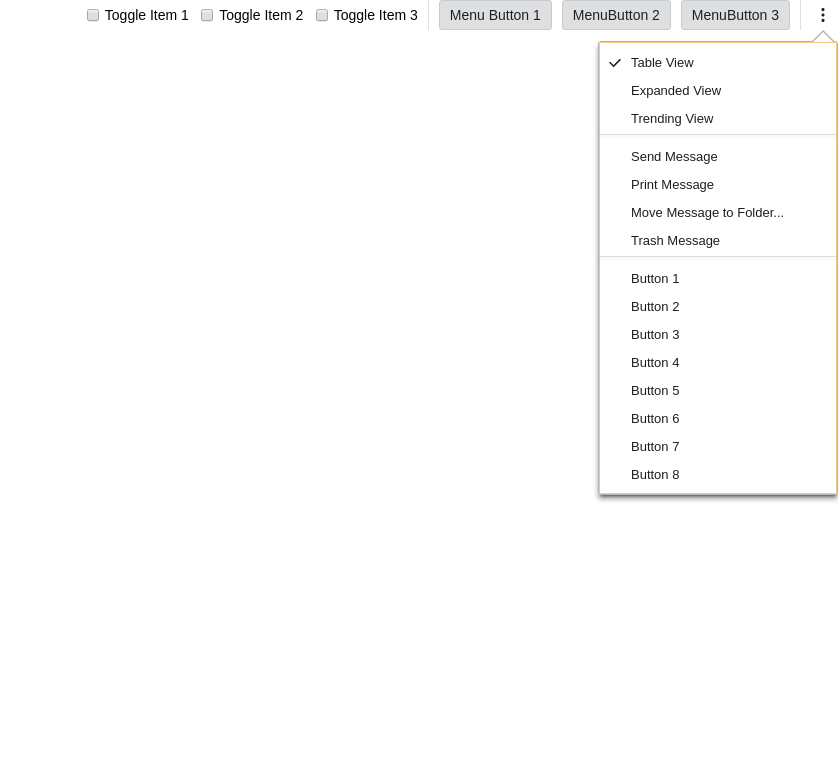 Toggle Item 1 Toggle Item 2 Toggle Item 3 Menu Button 1 MenuButton 2 MenuButton 3
Table View
Expanded View
Trending View
Send Message
Print Message
Move Message to Folder...
Trash Message
Button 1
Button 2
Button 3
Button 4
Button 5
Button 6
Button 7
Button 8